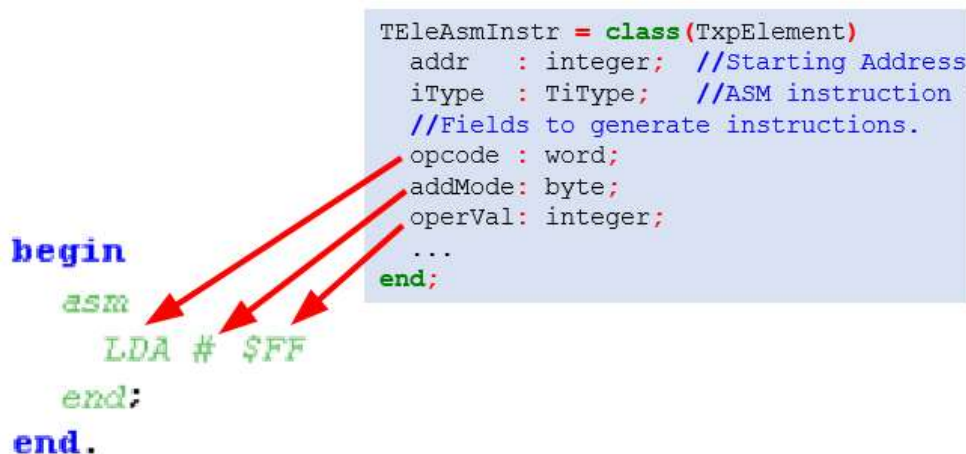 TEleAsmInstr = class(TxpElement)
addr : integer; //Starting Address
iType : TiType; //ASM instruction
//Fields to generate instructions.
opcode : word;
addMode: byte;
operVal: integer;
...
end;
begin
asm
LDA # $FF
end;
end.